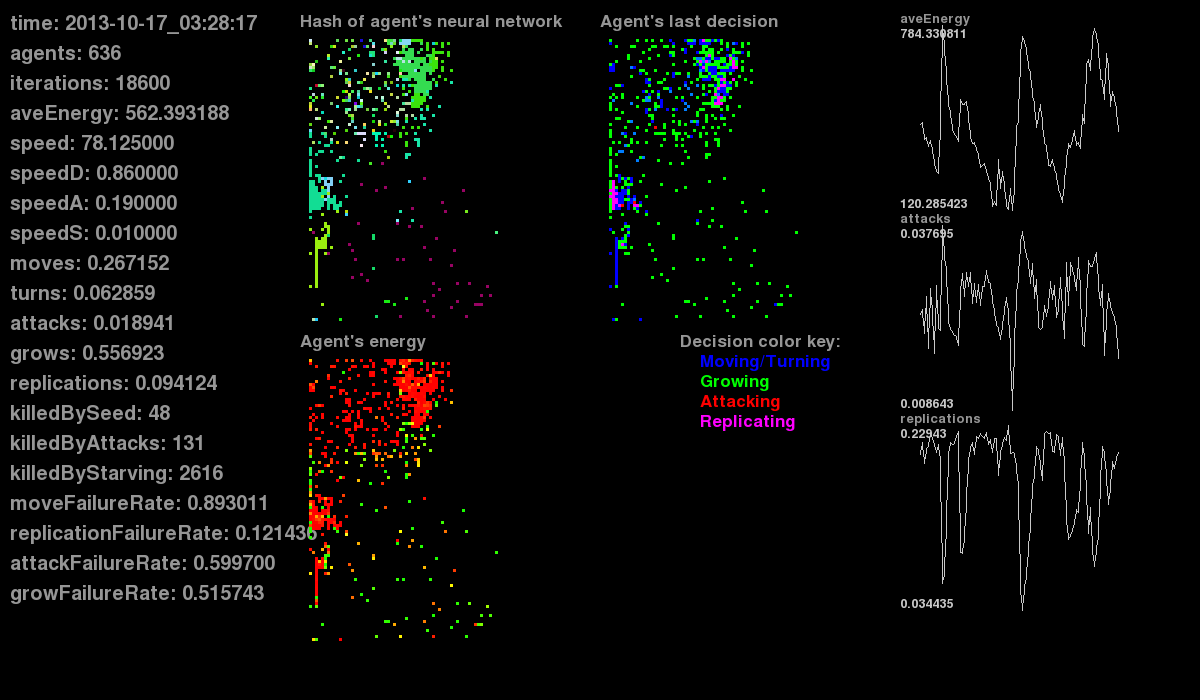 time: 2013-10-17_03:28:17
agents: 636
iterations: 18600
aveEnergy: 562.393188
speed: 78.125000
speedD: 0.860000
speedA: 0.190000
speedS: 0.010000
moves: 0.267152
turns: 0.062859
attacks: 0.018941
grows: 0.556923
replications: 0.094124
killedBySeed: 48
killedByAttacks: 131
killedByStarving: 2616
moveFailureRate: 0.893011
replicationFailureRate: 0.121436
attackFailureRate: 0.599700
growFailureRate: 0.515743
Hash of agent's neural network
Agent's last decision
Agent's energy
Decision color key:
Moving/Turning
Growing
Attacking
Replicating
aveEnergy
784.330811
120.285423
attacks
0.037695
0.008643
replications
0.22943
0.034435